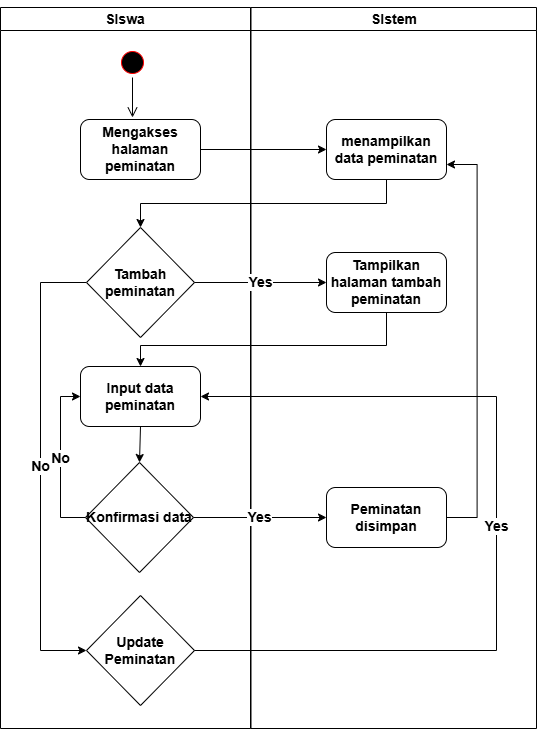 Siswa
Sistem
Mengakses
halaman
peminatan
menampilkan
data peminatan
Tambah
peminatan
Yes
Tampilkan
halaman tambah
peminatan
Input data
peminatan
No
No
Konfirmasi data
Yes
Peminatan
disimpan
Yes
Update
Peminatan